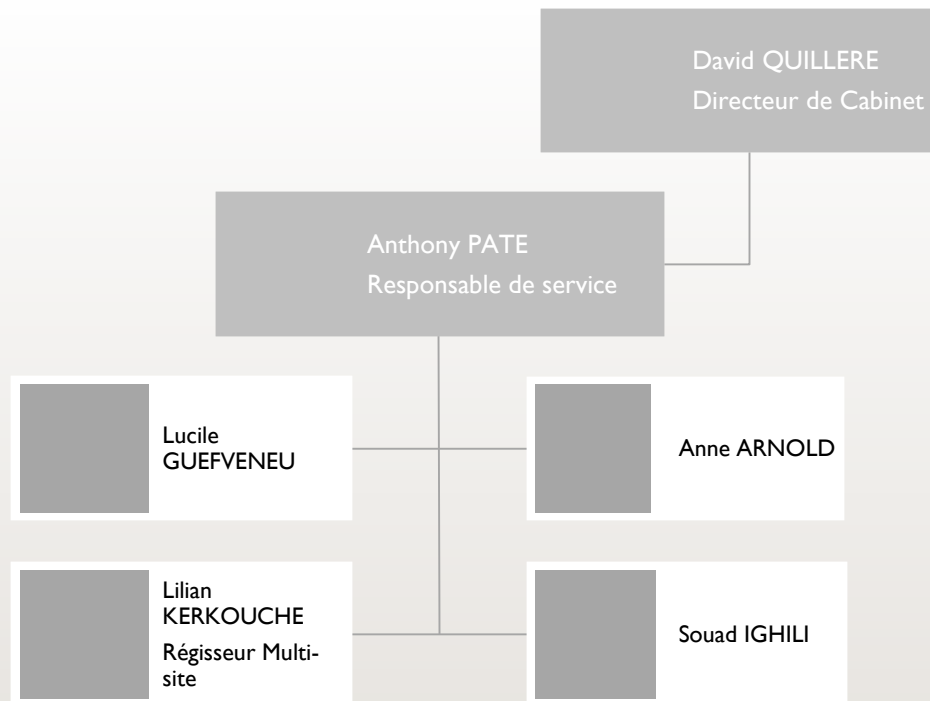 David QUILLERE
Directeur de Cabinet
Anthony PATE
Responsable de service
Lucile
GUEFVENEU
Anne ARNOLD
Lilian
KERKOUCHE
Régisseur Multi-
site
Souad IGHILI